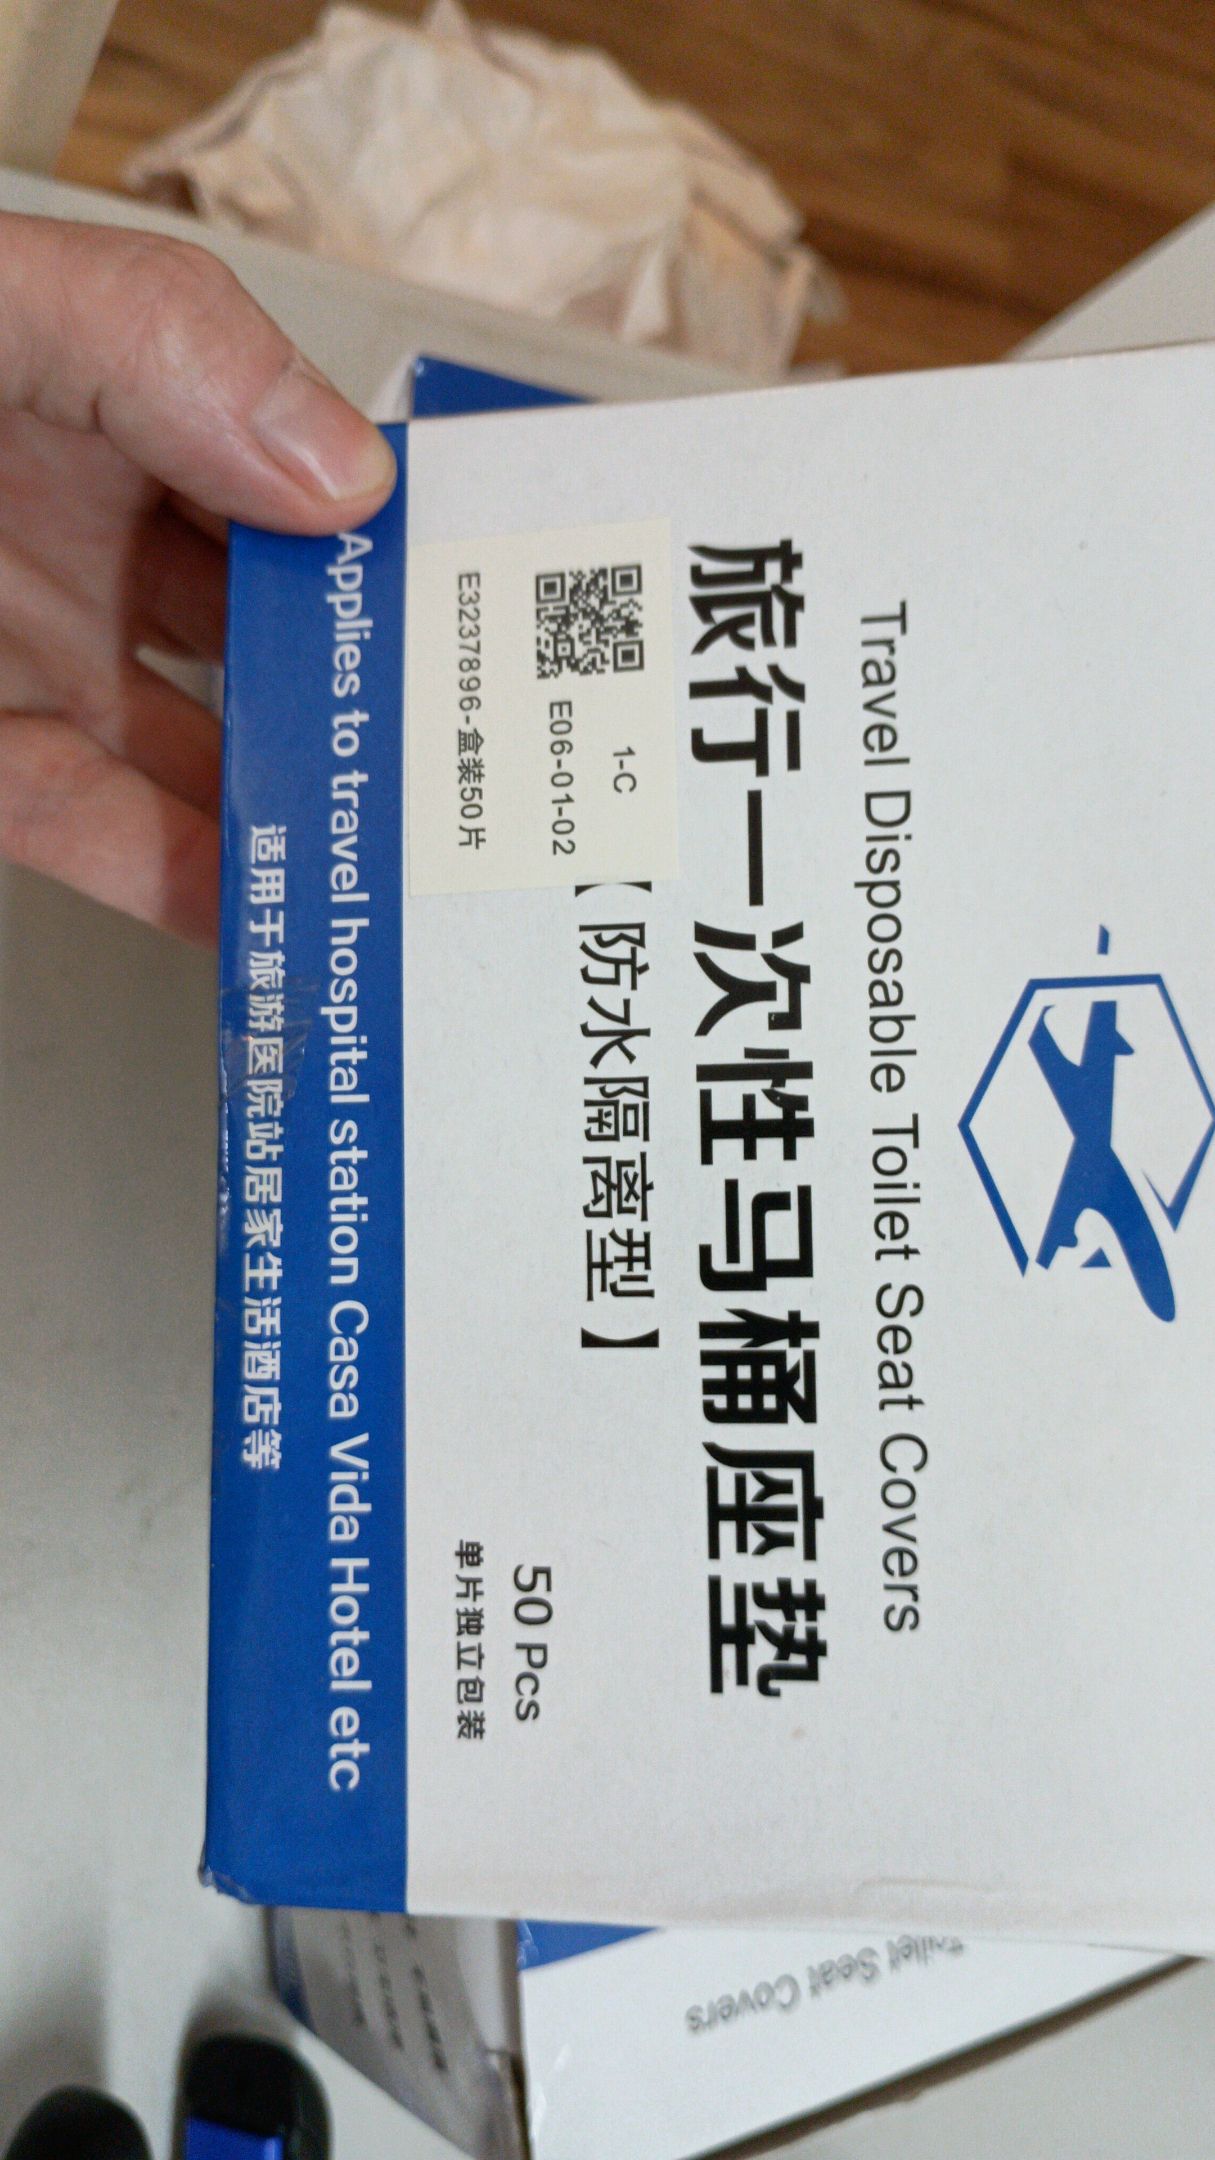 Travel Disposable Toilet Seat Covers
旅行一次性马桶座垫
【防水隔离型】
1-C
E06-01-02
E3237896-盒装50片
50 Pcs
单片独立包装
Applies to travel hospital station Casa Vida Hotel etc
适用于旅游医院站居家生活酒店等
Toilet Seat Covers